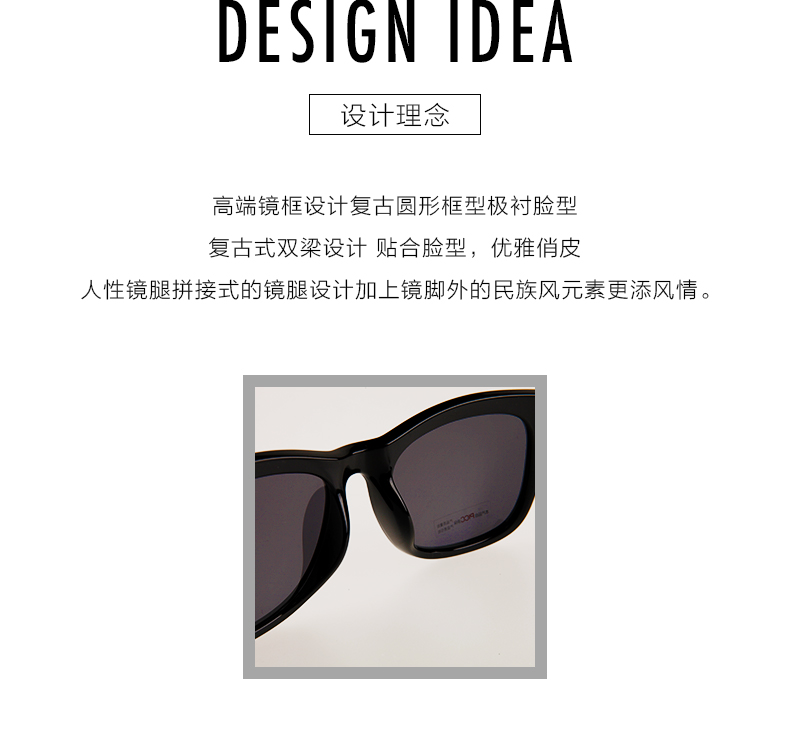 DESIGN IDEA
设计理念
高端镜框设计复古圆形框型极衬脸型
复古式双梁设计 贴合脸型，优雅俏皮
人性镜腿拼接式的镜腿设计加上镜脚外的民族风元素更添风情。